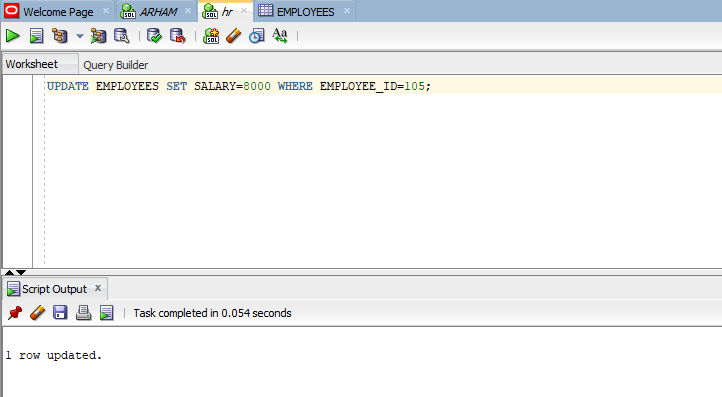 Welcome Page ARHAM hr EMPLOYEES
Worksheet Query Builder
UPDATE EMPLOYEES SET SALARY=8000 WHERE EMPLOYEE_ID=105;
Script Output x
Task completed in 0.054 seconds
1 row updated.